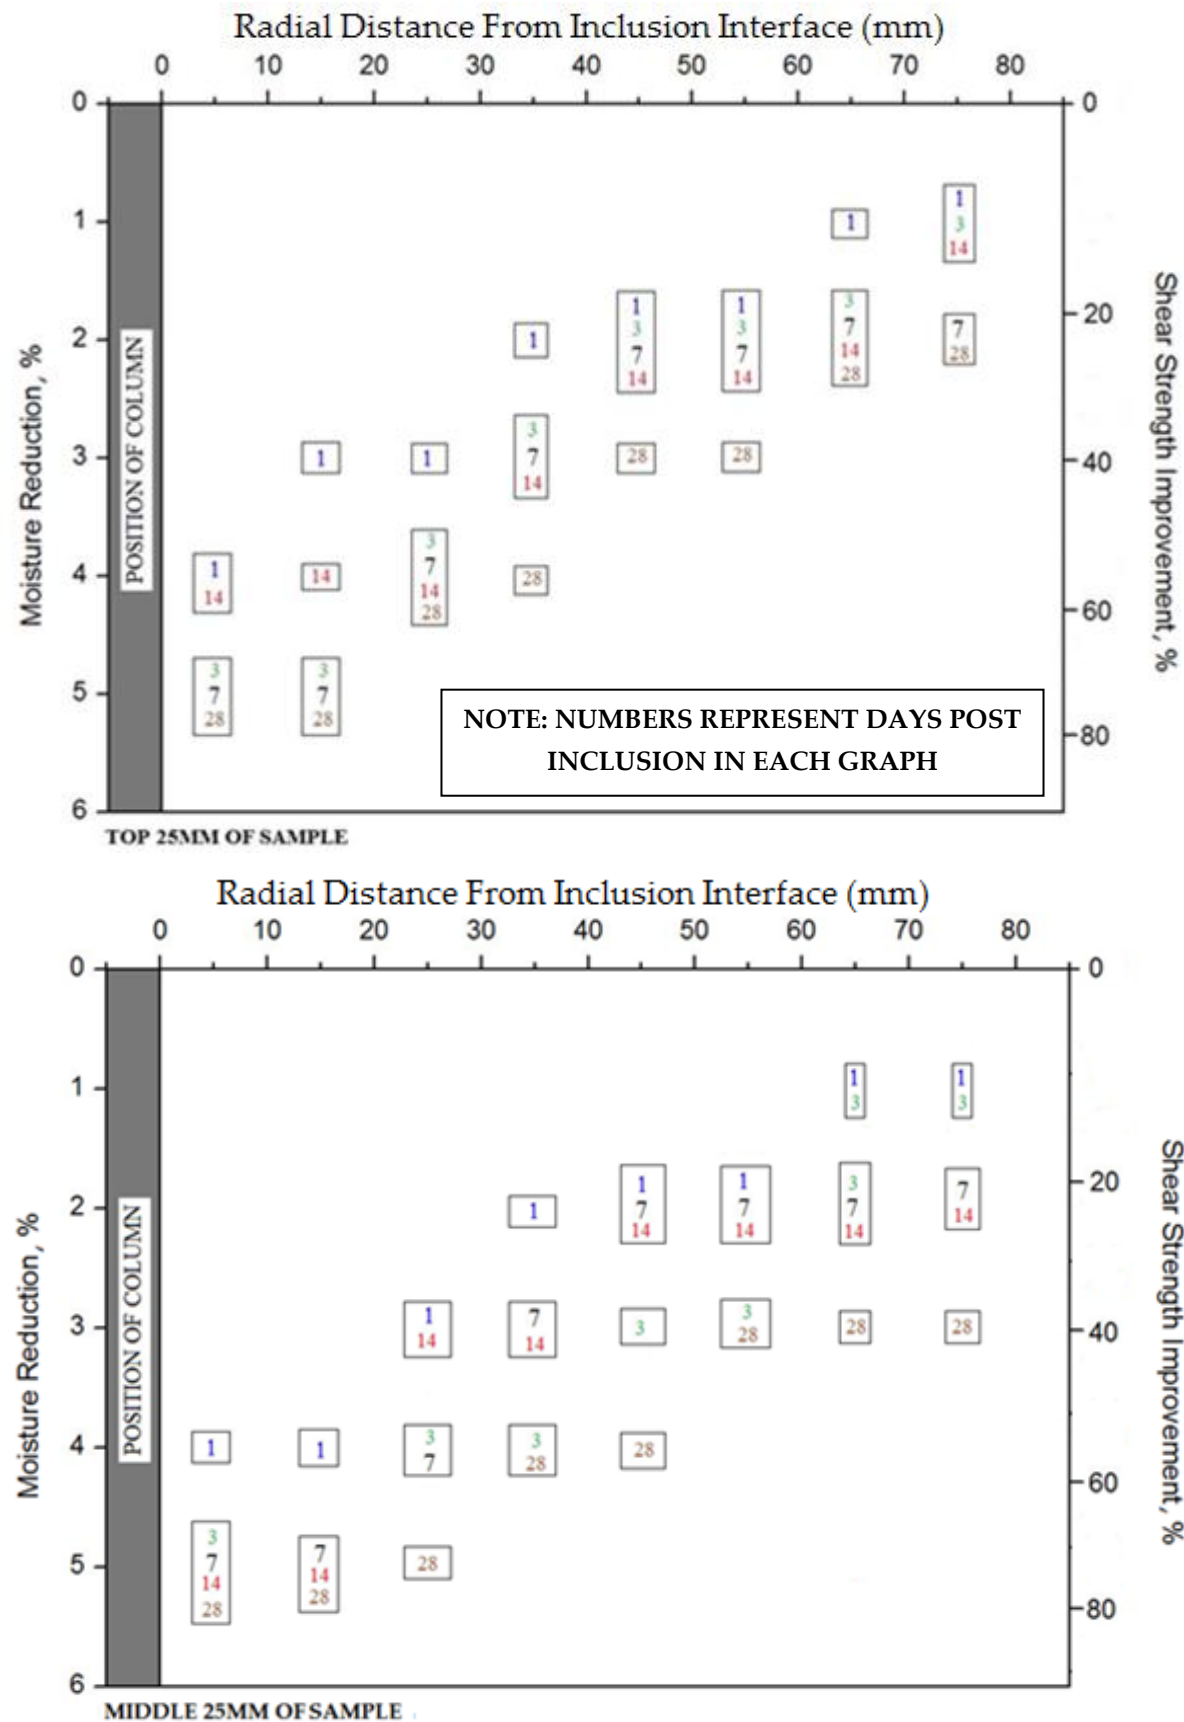 Radial Distance From Inclusion Interface (mm)
0 10 20 30 40 50 60 70 80
0 0
1
1 1 3 14
1 20
2
1
1 3 7 14
1 3 7 14
3 7 14 28
7 28
3
1
1
3 7 14
28
28
40
4
1 14
14
3 7 14 28
28
60
5
3 7 28
3 7 28
80
6
Moisture Reduction, %
POSITION OF COLUMN
Shear Strength Improvement, %
NOTE: NUMBERS REPRESENT DAYS POST
INCLUSION IN EACH GRAPH
TOP 25MM OF SAMPLE
Radial Distance From Inclusion Interface (mm)
0 10 20 30 40 50 60 70 80
0 0
1
1 3
1 3
20
2
1
1 7 14
1 7 14
3 7 14
7 14
3
1 14
7 14
3
3 28
28
28
40
4
1
1
3 7
3 28
28
60
5
3 7 14 28
7 14 28
28
80
6
Moisture Reduction, %
POSITION OF COLUMN
Shear Strength Improvement, %
MIDDLE 25MM OF SAMPLE